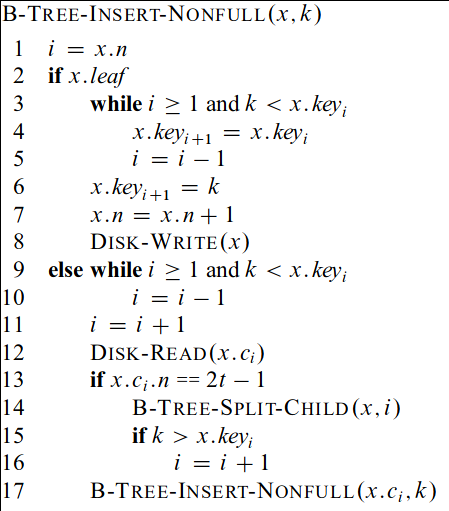 B-TREE-INSERT-NONFULL(x, k)
1 i = x.n
2 if x.leaf
3 while i ≥ 1 and k < x.key_i
4 x.key_{i+1} = x.key_i
5 i = i − 1
6 x.key_{i+1} = k
7 x.n = x.n + 1
8 DISK-WRITE(x)
9 else while i ≥ 1 and k < x.key_i
10 i = i − 1
11 i = i + 1
12 DISK-READ(x.c_i)
13 if x.c_i.n == 2t − 1
14 B-TREE-SPLIT-CHILD(x, i)
15 if k > x.key_i
16 i = i + 1
17 B-TREE-INSERT-NONFULL(x.c_i, k)